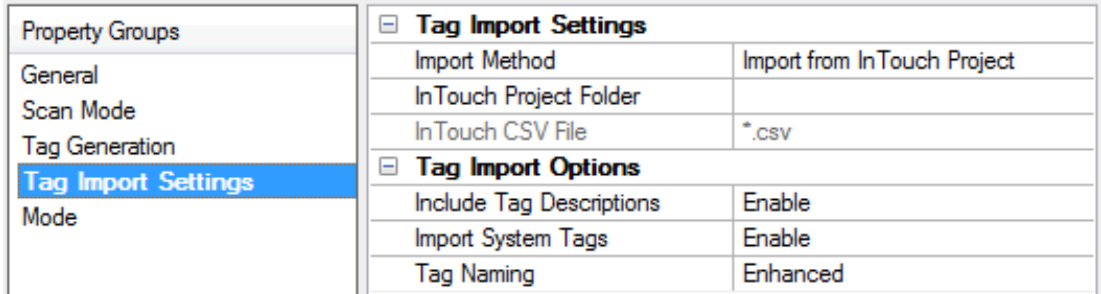 Property Groups
General
Scan Mode
Tag Generation
Tag Import Settings
Mode
Tag Import Settings
Import Method Import from InTouch Project
InTouch Project Folder
InTouch CSV File *.csv
Tag Import Options
Include Tag Descriptions Enable
Import System Tags Enable
Tag Naming Enhanced